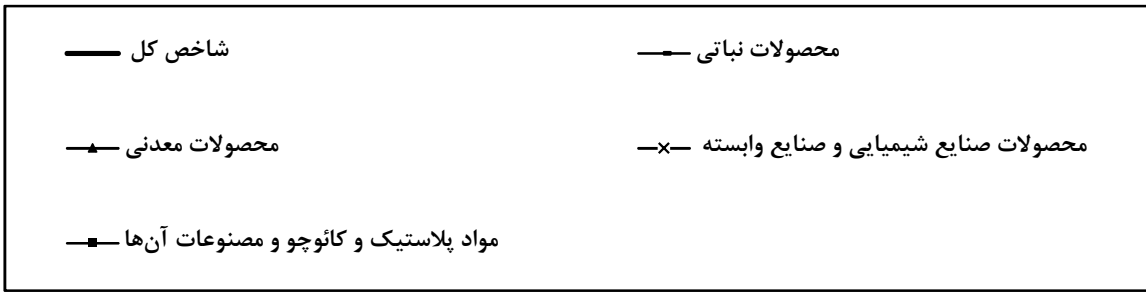 محصولات نباتی
شاخص کل
محصولات صنایع شیمیایی و صنایع وابسته
محصولات معدنی
مواد پلاستیک و کائوچو و مصنوعات آن‌ها